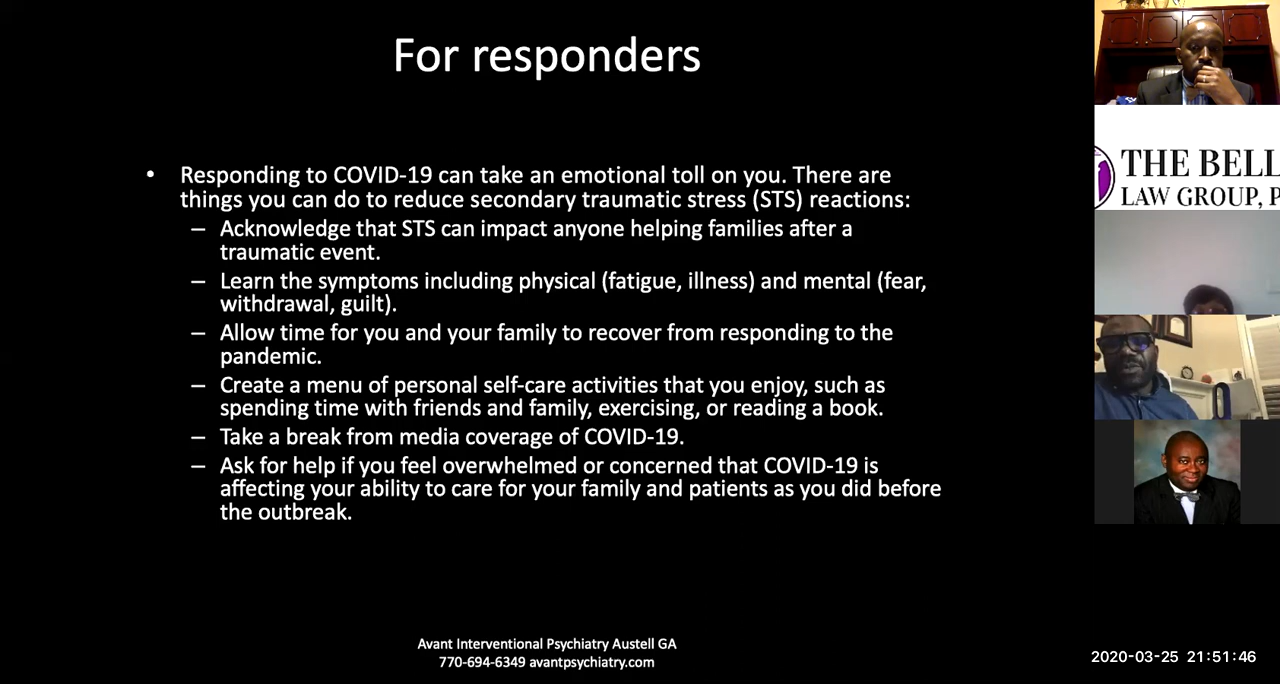 For responders
• Responding to COVID-19 can take an emotional toll on you. There are
things you can do to reduce secondary traumatic stress (STS) reactions:
– Acknowledge that STS can impact anyone helping families after a
traumatic event.
– Learn the symptoms including physical (fatigue, illness) and mental (fear,
withdrawal, guilt).
– Allow time for you and your family to recover from responding to the
pandemic.
– Create a menu of personal self-care activities that you enjoy, such as
spending time with friends and family, exercising, or reading a book.
– Take a break from media coverage of COVID-19.
– Ask for help if you feel overwhelmed or concerned that COVID-19 is
affecting your ability to care for your family and patients as you did before
the outbreak.
Avant Interventional Psychiatry Austell GA
770-694-6349 avantpsychiatry.com
THE BELL
LAW GROUP, P
2020-03-25 21:51:46